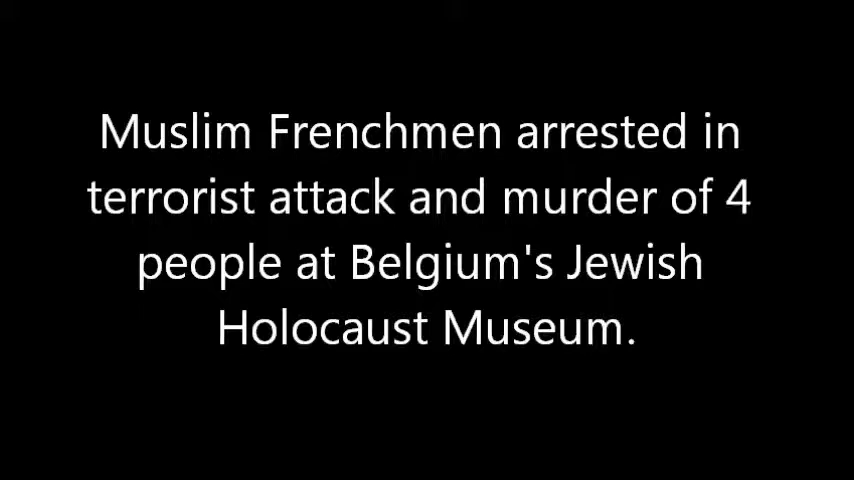 Muslim Frenchmen arrested in
terrorist attack and murder of 4
people at Belgium's Jewish
Holocaust Museum.